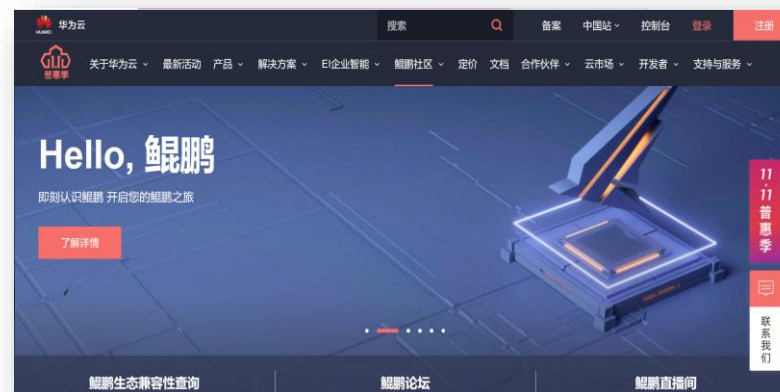 HUAWEI
华为云
搜索
备案
中国站
控制台
登录
注册
普惠季
关于华为云
最新活动
产品
解决方案
EI企业智能
鲲鹏社区
定价
文档
合作伙伴
云市场
开发者
支持与服务
Hello, 鲲鹏
即刻认识鲲鹏 开启您的鲲鹏之旅
了解详情
11.11普惠季
联系我们
鲲鹏生态兼容性查询
鲲鹏论坛
鲲鹏直播间